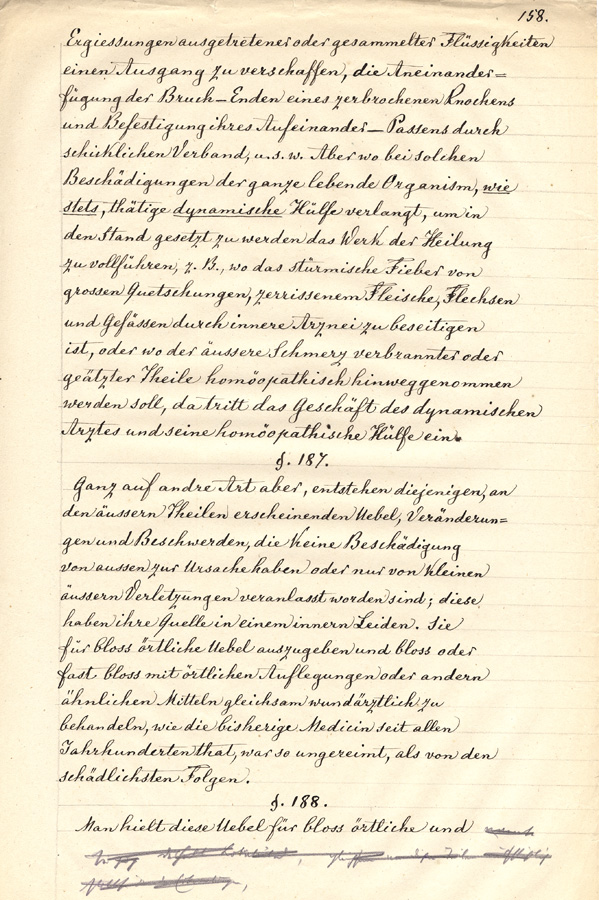 158.
Ergiessungen ausgetretener oder gesammelter Flüssigkeiten
einen Ausgang zu verschaffen, die Aneinander=
fügung der Bruch-Enden eines zerbrochenen Knochens
und Befestigung ihres Aufeinander-Passens durch
schicklichen Verband, u. s. w. Aber wo bei solchen
Beschädigungen der ganze lebende Organism, wie
stets, thätige dynamische Hülfe verlangt, um in
den Stand gesetzt zu werden das Werk der Heilung
zu vollführen, z. B., wo das stürmische Fieber von
grossen Quetschungen, zerrissenem Fleische, Flechsen
und Gefässen durch innere Arznei zu beseitigen
ist, oder wo der äussere Schmerz verbrannter oder
geätzter Theile homöopathisch hinweggenommen
werden soll, da tritt das Geschäft des dynamischen
Arztes und seine homöopathische Hülfe ein.
§. 187.
Ganz auf andre Art aber, entstehen diejenigen, an
den äussern Theilen erscheinenden Uebel, Veränderun=
gen und Beschwerden, die keine Beschädigung
von aussen zur Ursache haben oder nur von kleinen
äussern Verletzungen veranlasst worden sind; diese
haben ihre Quelle in einem innern Leiden. Sie
für bloss örtliche Uebel auszugeben und bloss oder
fast bloss mit örtlichen Auflegungen oder andern
ähnlichen Mitteln gleichsam wundärztlich zu
behandeln, wie die bisherige Medicin seit allen
Jahrhunderten that, war so ungereimt, als von den
schädlichsten Folgen.
§. 188.
Man hielt diese Uebel für bloss örtliche und